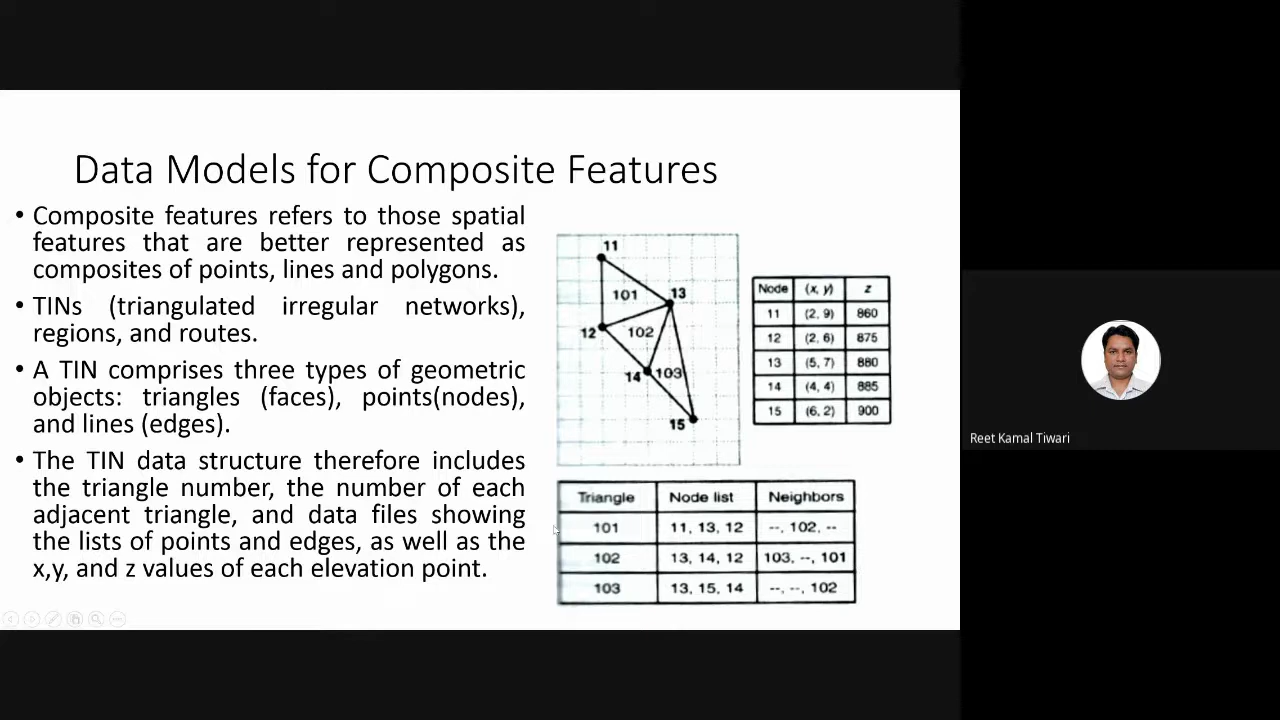 Data Models for Composite Features
• Composite features refers to those spatial
features that are better represented as
composites of points, lines and polygons.
• TINs (triangulated irregular networks),
regions, and routes.
• A TIN comprises three types of geometric
objects: triangles (faces), points(nodes),
and lines (edges).
• The TIN data structure therefore includes
the triangle number, the number of each
adjacent triangle, and data files showing
the lists of points and edges, as well as the
x,y, and z values of each elevation point.
11
101
13
12
102
14
103
15
Node (x, y) z
11 (2, 9) 860
12 (2, 6) 875
13 (5, 7) 880
14 (4, 4) 885
15 (6, 2) 900
Triangle Node list Neighbors
101 11, 13, 12 --, 102, --
102 13, 14, 12 103, --, 101
103 13, 15, 14 --, --, 102
Reet Kamal Tiwari